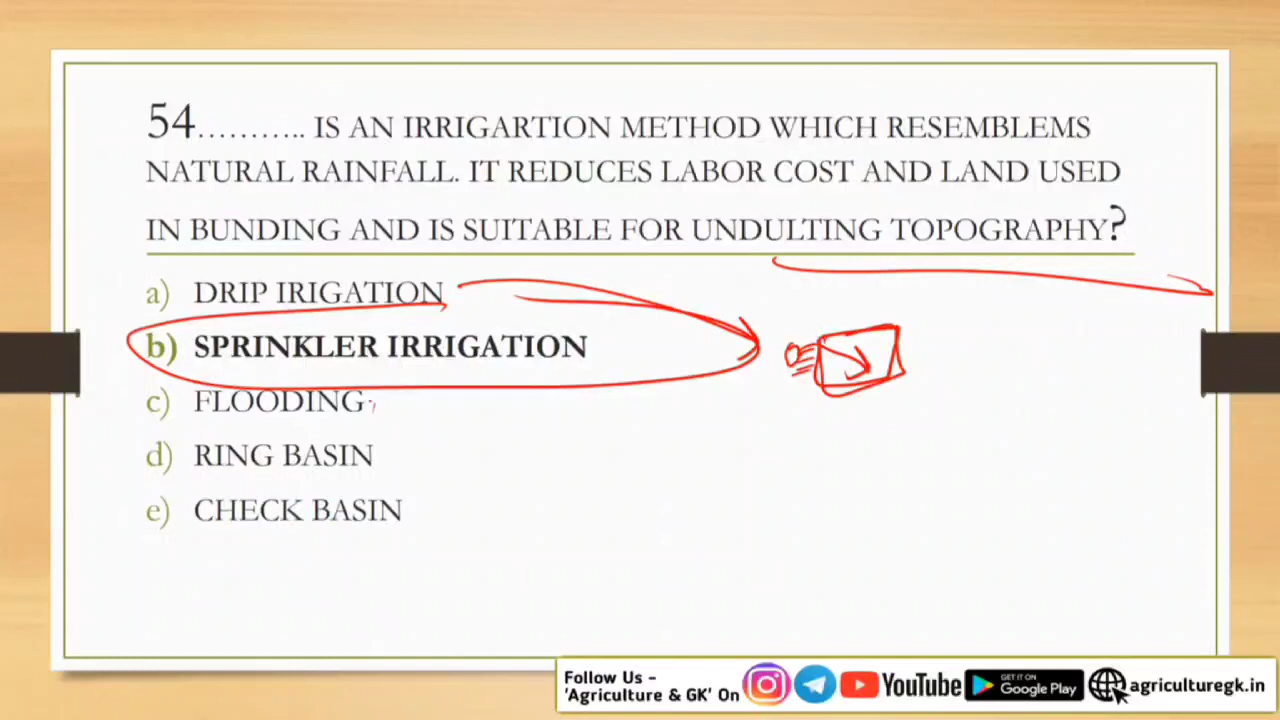 54……….. IS AN IRRIGARTION METHOD WHICH RESEMBLEMS
NATURAL RAINFALL. IT REDUCES LABOR COST AND LAND USED
IN BUNDING AND IS SUITABLE FOR UNDULTING TOPOGRAPHY?
a) DRIP IRIGATION
b) SPRINKLER IRRIGATION
c) FLOODING
d) RING BASIN
e) CHECK BASIN
Follow Us -
'Agriculture & GK' On
YouTube
GET IT ON
Google Play
agriculturegk.in